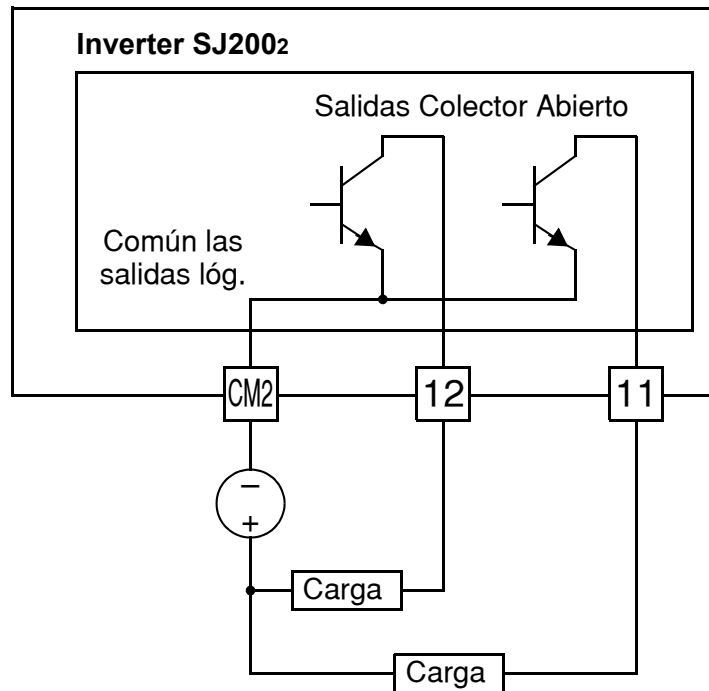 Inverter SJ2002
Salidas Colector Abierto
Común las
salidas lóg.
CM2
12
11
−
+
Carga
Carga